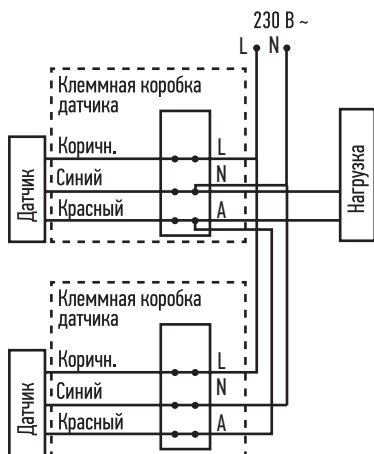 230 В ~
L N
Клеммная коробка
датчика
Датчик
Коричн.
Синий
Красный
L
N
A
Нагрузка
Клеммная коробка
датчика
Датчик
Коричн.
Синий
Красный
L
N
A